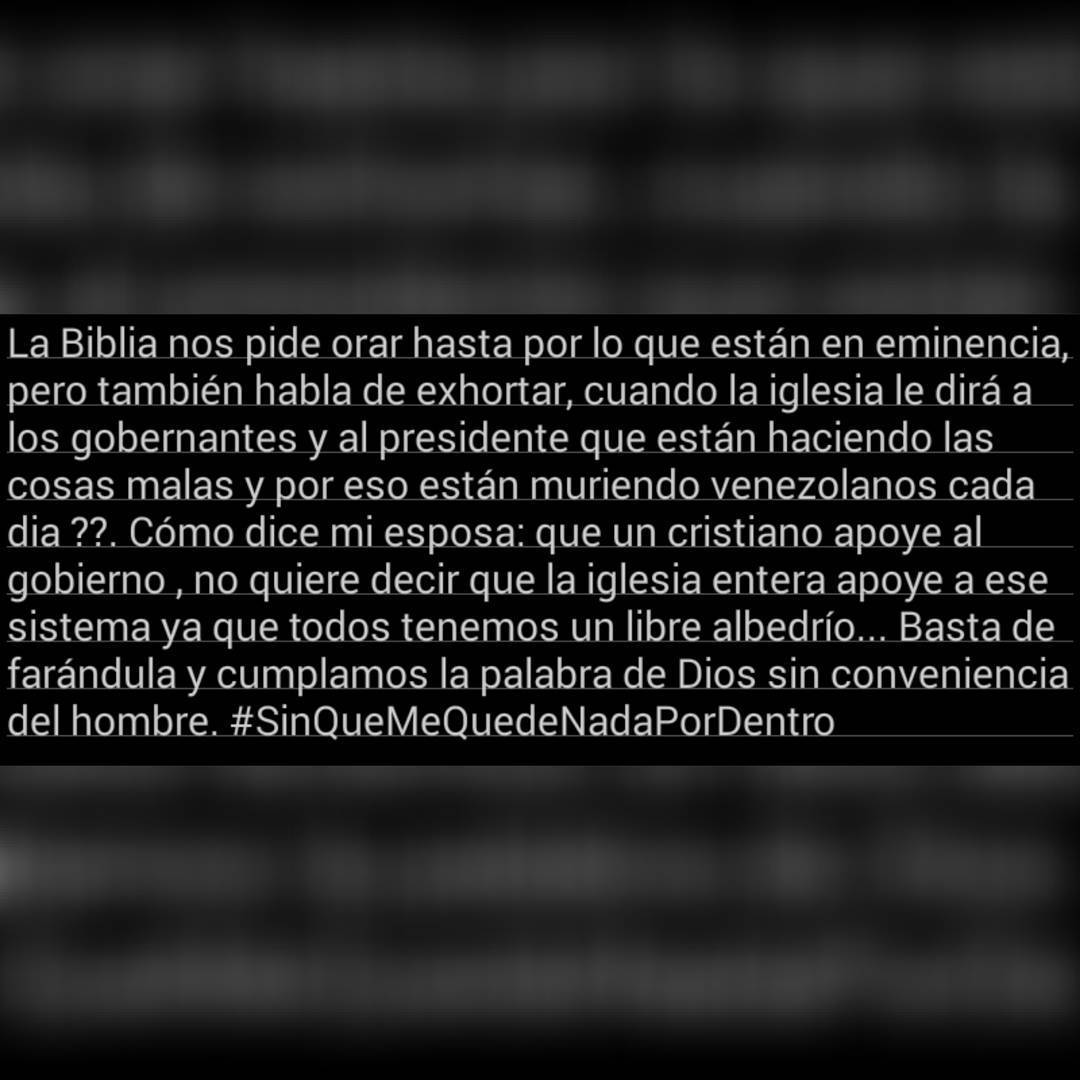 La Biblia nos pide orar hasta por lo que están en eminencia,
pero también habla de exhortar, cuando la iglesia le dirá a
los gobernantes y al presidente que están haciendo las
cosas malas y por eso están muriendo venezolanos cada
dia ??. Cómo dice mi esposa: que un cristiano apoye al
gobierno , no quiere decir que la iglesia entera apoye a ese
sistema ya que todos tenemos un libre albedrío... Basta de
farándula y cumplamos la palabra de Dios sin conveniencia
del hombre. #SinQueMeQuedeNadaPorDentro